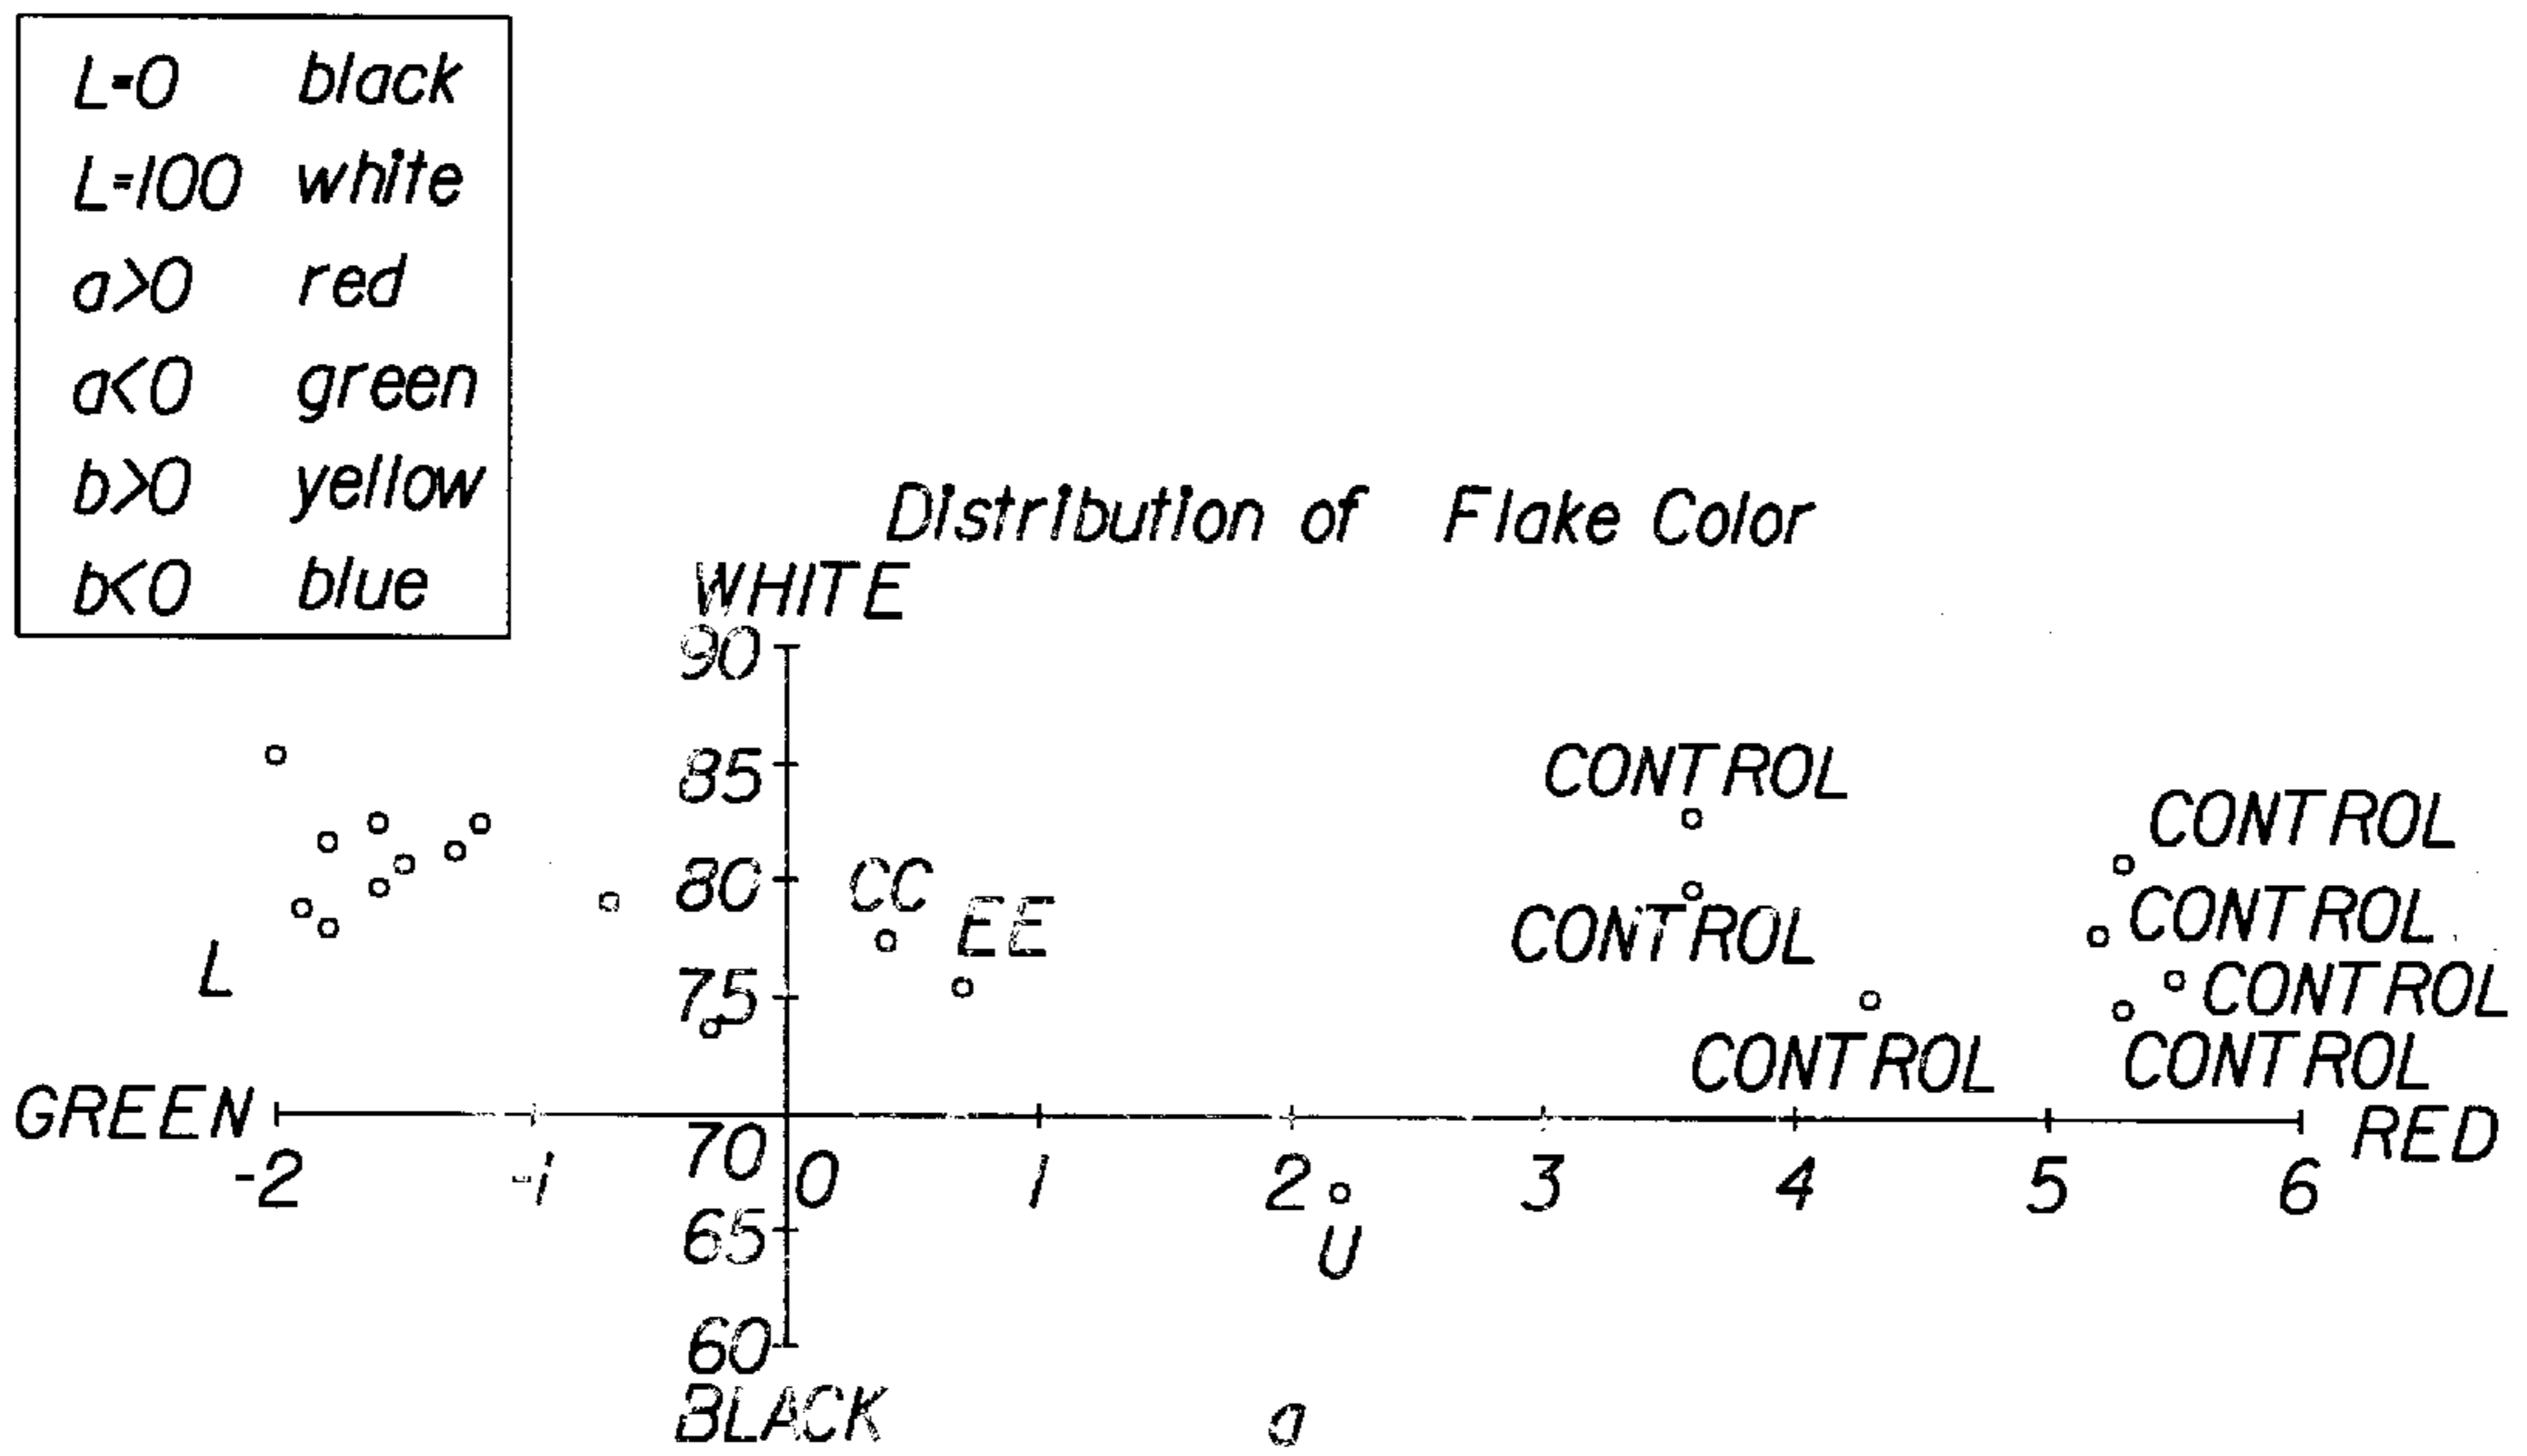 L=0 black
L=100 white
a>0 red
a<0 green
b>0 yellow
b<0 blue
Distribution of Flake Color
WHITE
90
85
CONTROL
CONTROL
80
CC
EE
CONTROL
CONTROL
L
75
CONTROL
CONTROL
CONTROL
GREEN
RED
-2 -1 70 0 1 2 3 4 5 6
65
U
60
BLACK
a